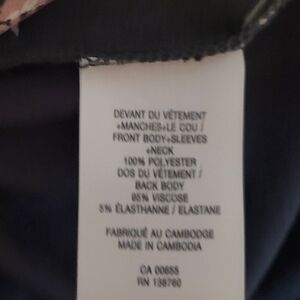 DEVANT DU VÊTEMENT
+MANCHES+LE COU /
FRONT BODY+SLEEVES
+NECK
100% POLYESTER
DOS DU VÊTEMENT /
BACK BODY
95% VISCOSE
5% ÉLASTHANNE / ELASTANE
FABRIQUÉ AU CAMBODGE
MADE IN CAMBODIA
CA 00655
RN 138760